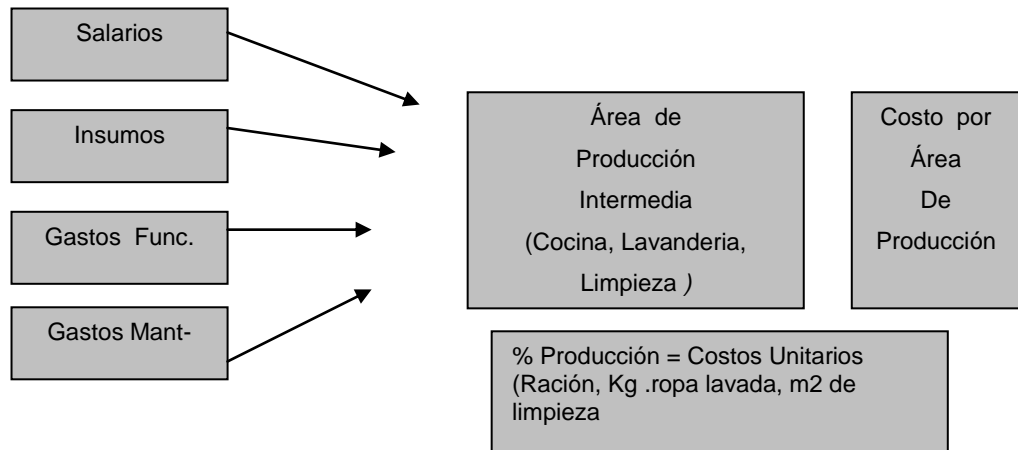 Salarios
Insumos
Gastos Func.
Gastos Mant-
Área de
Producción
Intermedia
(Cocina, Lavanderia,
Limpieza )
Costo por
Área
De
Producción
% Producción = Costos Unitarios
(Ración, Kg .ropa lavada, m2 de
limpieza